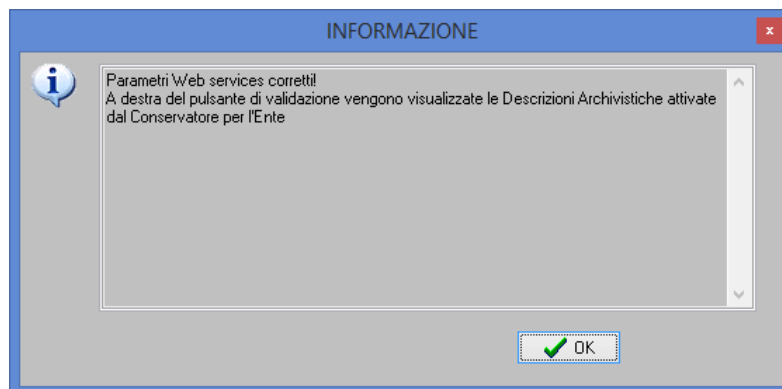 INFORMAZIONE
x
Parametri Web services corretti!
A destra del pulsante di validazione vengono visualizzate le Descrizioni Archivistiche attivate
dal Conservatore per l'Ente
OK